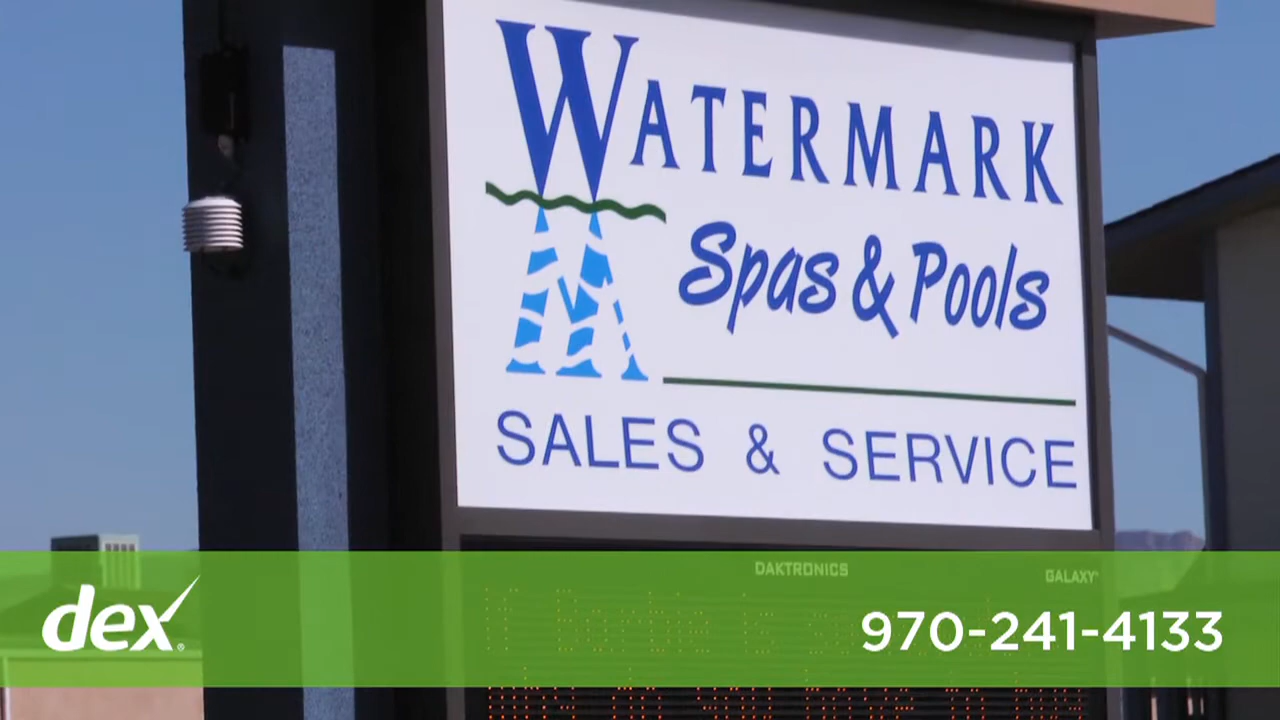 WATERMARK
Spas & Pools
SALES & SERVICE
DAKTRONICS
GALAXY®
dex®
970-241-4133